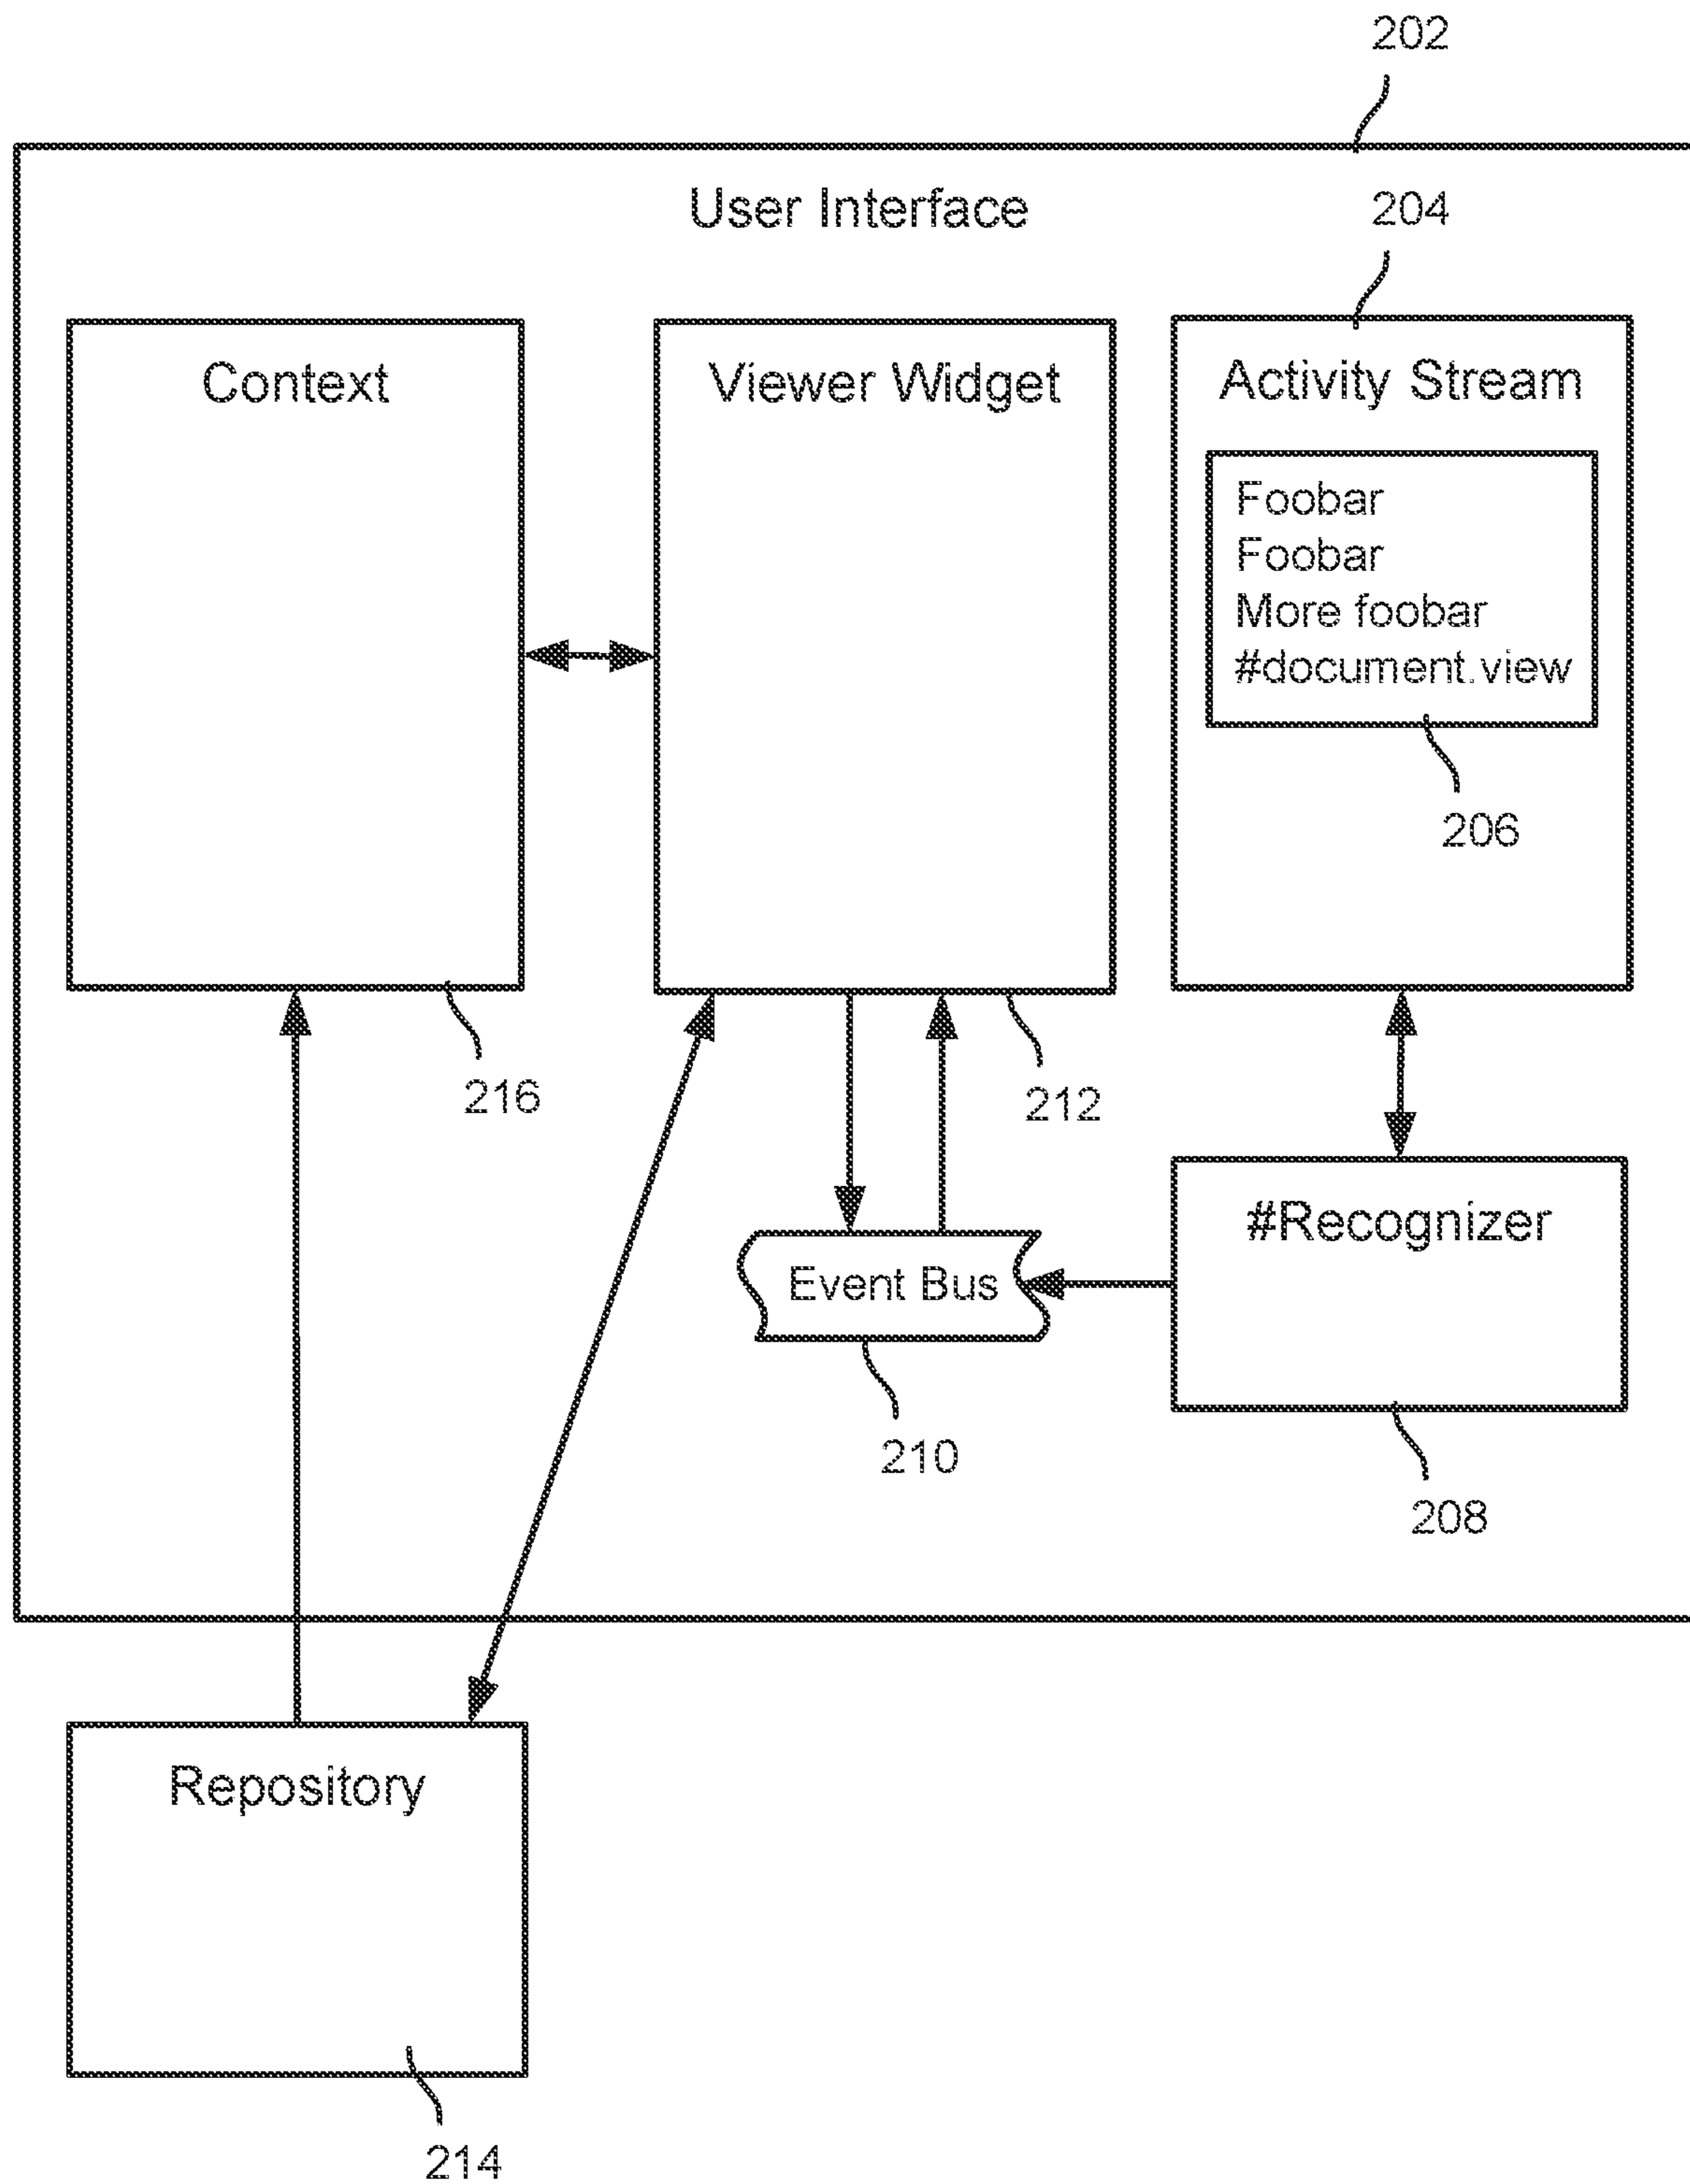 202
User Interface
204
Context
Viewer Widget
Activity Stream
Foobar
Foobar
More foobar
#document.view
206
216
212
#Recognizer
Event Bus
210
208
Repository
214